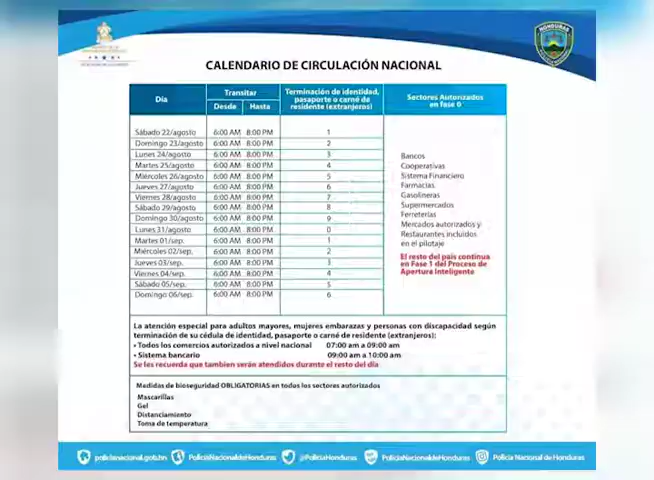 HONDURAS
CALENDARIO DE CIRCULACIÓN NACIONAL
Día
Transitar
Desde Hasta
Terminación de identidad,
pasaporte o carné de
residente (extranjeros)
Sectores Autorizados
en fase 0
Sábado 22/agosto 6:00 AM 8:00 PM 1
Domingo 23/agosto 6:00 AM 8:00 PM 2
Lunes 24/agosto 6:00 AM 8:00 PM 3
Martes 25/agosto 6:00 AM 8:00 PM 4
Miércoles 26/agosto 6:00 AM 8:00 PM 5
Jueves 27/agosto 6:00 AM 8:00 PM 6
Viernes 28/agosto 6:00 AM 8:00 PM 7
Sábado 29/agosto 6:00 AM 8:00 PM 8
Domingo 30/agosto 6:00 AM 8:00 PM 9
Lunes 31/agosto 6:00 AM 8:00 PM 0
Martes 01/sep. 6:00 AM 8:00 PM 1
Miércoles 02/sep. 6:00 AM 8:00 PM 2
Jueves 03/sep. 6:00 AM 8:00 PM 3
Viernes 04/sep. 6:00 AM 8:00 PM 4
Sábado 05/sep. 6:00 AM 8:00 PM 5
Domingo 06/sep. 6:00 AM 8:00 PM 6
Bancos
Cooperativas
Sistema Financiero
Farmacias
Gasolineras
Supermercados
Ferreterías
Mercados autorizados y
Restaurantes incluidos
en el pilotaje
El resto del país continua
en Fase 1 del Proceso de
Apertura Inteligente
La atención especial para adultos mayores, mujeres embarazas y personas con discapacidad según
terminación de su cédula de identidad, pasaporte o carné de residente (extranjeros):
• Todos los comercios autorizados a nivel nacional 07:00 am a 09:00 am
• Sistema bancario 09:00 am a 10:00 am
Se les recuerda que tambien serán atendidos durante el resto del día
Medidas de bioseguridad OBLIGATORIAS en todos los sectores autorizados
Mascarillas
Gel
Distanciamiento
Toma de temperatura
policianacional.gob.hn PoliciaNacionaldeHonduras @PoliciaHonduras PoliciaNacionaldeHonduras Policía Nacional de Honduras